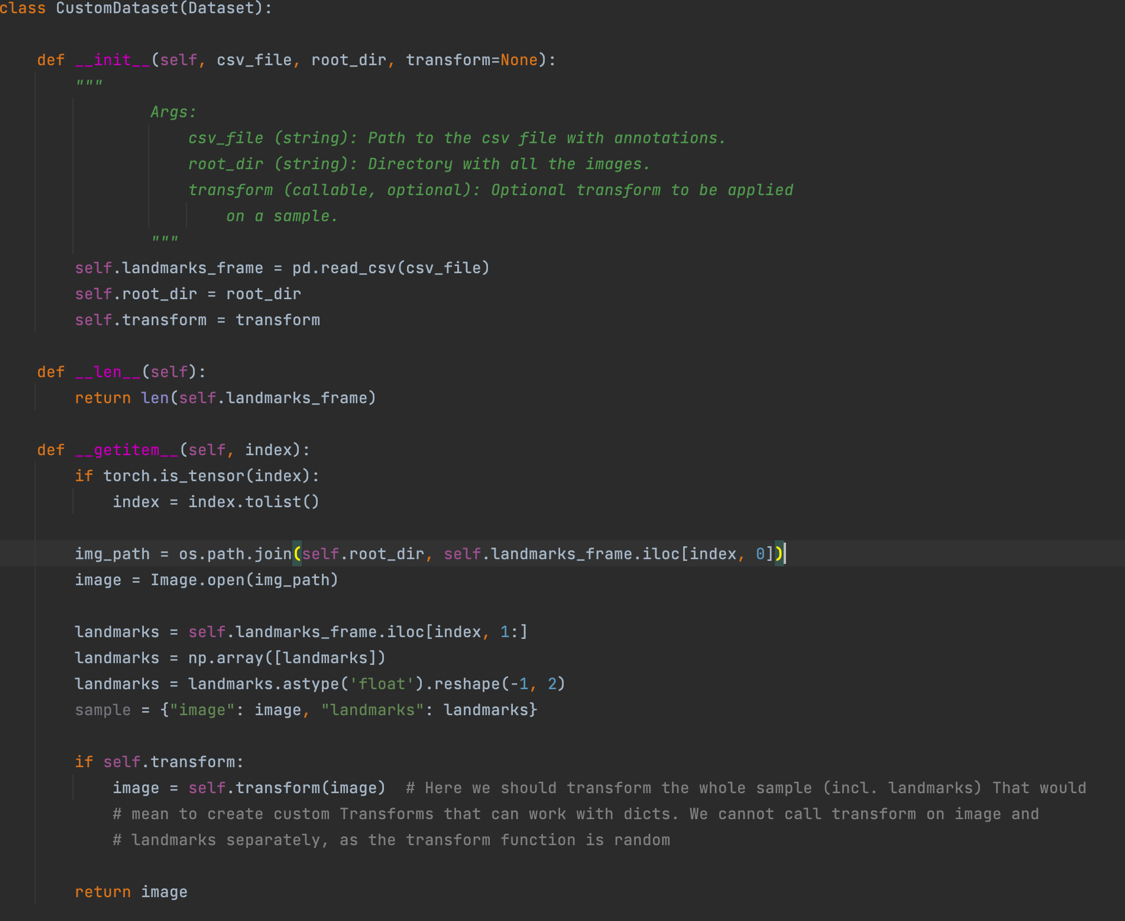 class CustomDataset(Dataset):
def __init__(self, csv_file, root_dir, transform=None):
"""
Args:
csv_file (string): Path to the csv file with annotations.
root_dir (string): Directory with all the images.
transform (callable, optional): Optional transform to be applied
on a sample.
"""
self.landmarks_frame = pd.read_csv(csv_file)
self.root_dir = root_dir
self.transform = transform
def __len__(self):
return len(self.landmarks_frame)
def __getitem__(self, index):
if torch.is_tensor(index):
index = index.tolist()
img_path = os.path.join(self.root_dir, self.landmarks_frame.iloc[index, 0])
image = Image.open(img_path)
landmarks = self.landmarks_frame.iloc[index, 1:]
landmarks = np.array([landmarks])
landmarks = landmarks.astype('float').reshape(-1, 2)
sample = {"image": image, "landmarks": landmarks}
if self.transform:
image = self.transform(image)  # Here we should transform the whole sample (incl. landmarks) That would
# mean to create custom Transforms that can work with dicts. We cannot call transform on image and
# landmarks separately, as the transform function is random
return image